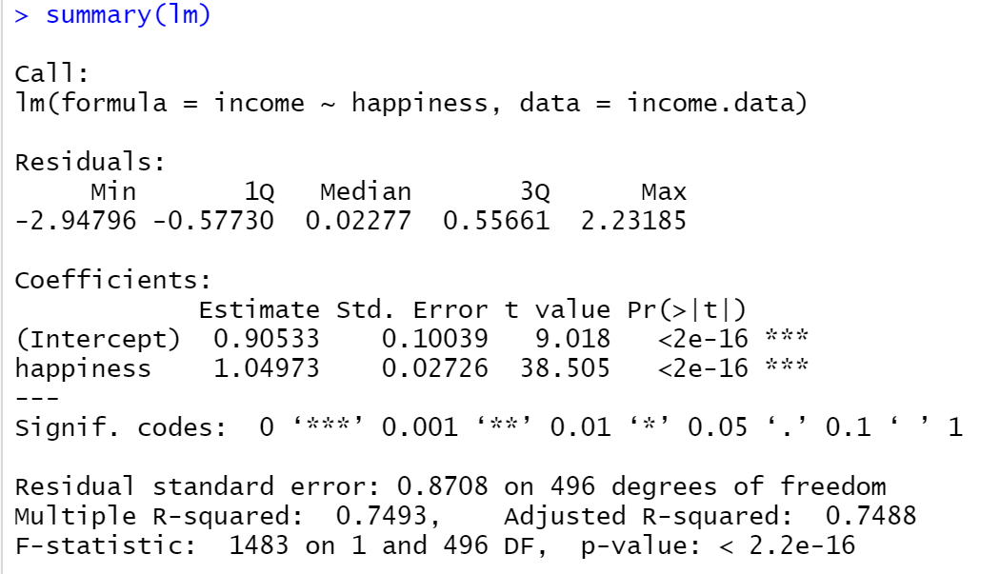 > summary(lm)
Call:
lm(formula = income ~ happiness, data = income.data)
Residuals:
     Min       1Q   Median       3Q      Max
-2.94796 -0.57730  0.02277  0.55661  2.23185
Coefficients:
            Estimate Std. Error t value Pr(>|t|)
(Intercept)  0.90533    0.10039   9.018   <2e-16 ***
happiness    1.04973    0.02726  38.505   <2e-16 ***
---
Signif. codes:  0 ‘***’ 0.001 ‘**’ 0.01 ‘*’ 0.05 ‘.’ 0.1 ‘ ’ 1
Residual standard error: 0.8708 on 496 degrees of freedom
Multiple R-squared:  0.7493,    Adjusted R-squared:  0.7488
F-statistic:  1483 on 1 and 496 DF,  p-value: < 2.2e-16